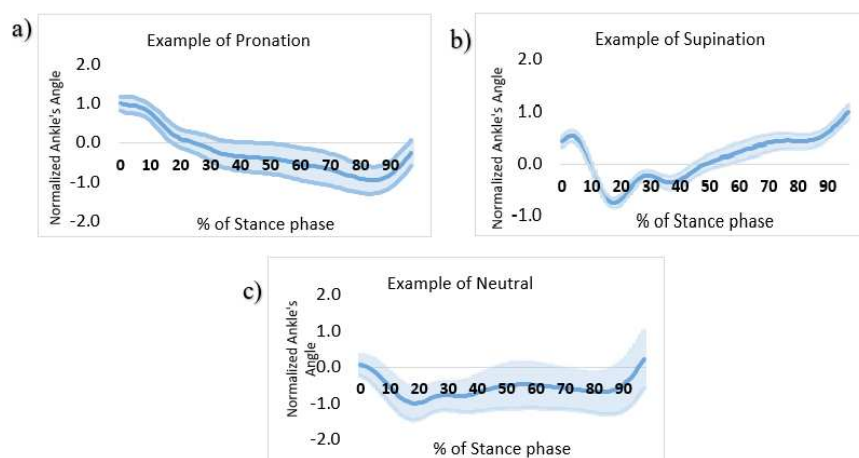 a)
Example of Pronation
Normalized Ankle's Angle
2.0
1.0
0.0
-1.0
-2.0
0 10 20 30 40 50 60 70 80 90
% of Stance phase
b)
Example of Supination
Normalized Ankle's Angle
2.0
1.0
0.0
-1.0
0 10 20 30 40 50 60 70 80 90
% of Stance phase
c)
Example of Neutral
Normalized Ankle's
Angle
2.0
1.0
0.0
-1.0
-2.0
0 10 20 30 40 50 60 70 80 90
% of Stance phase